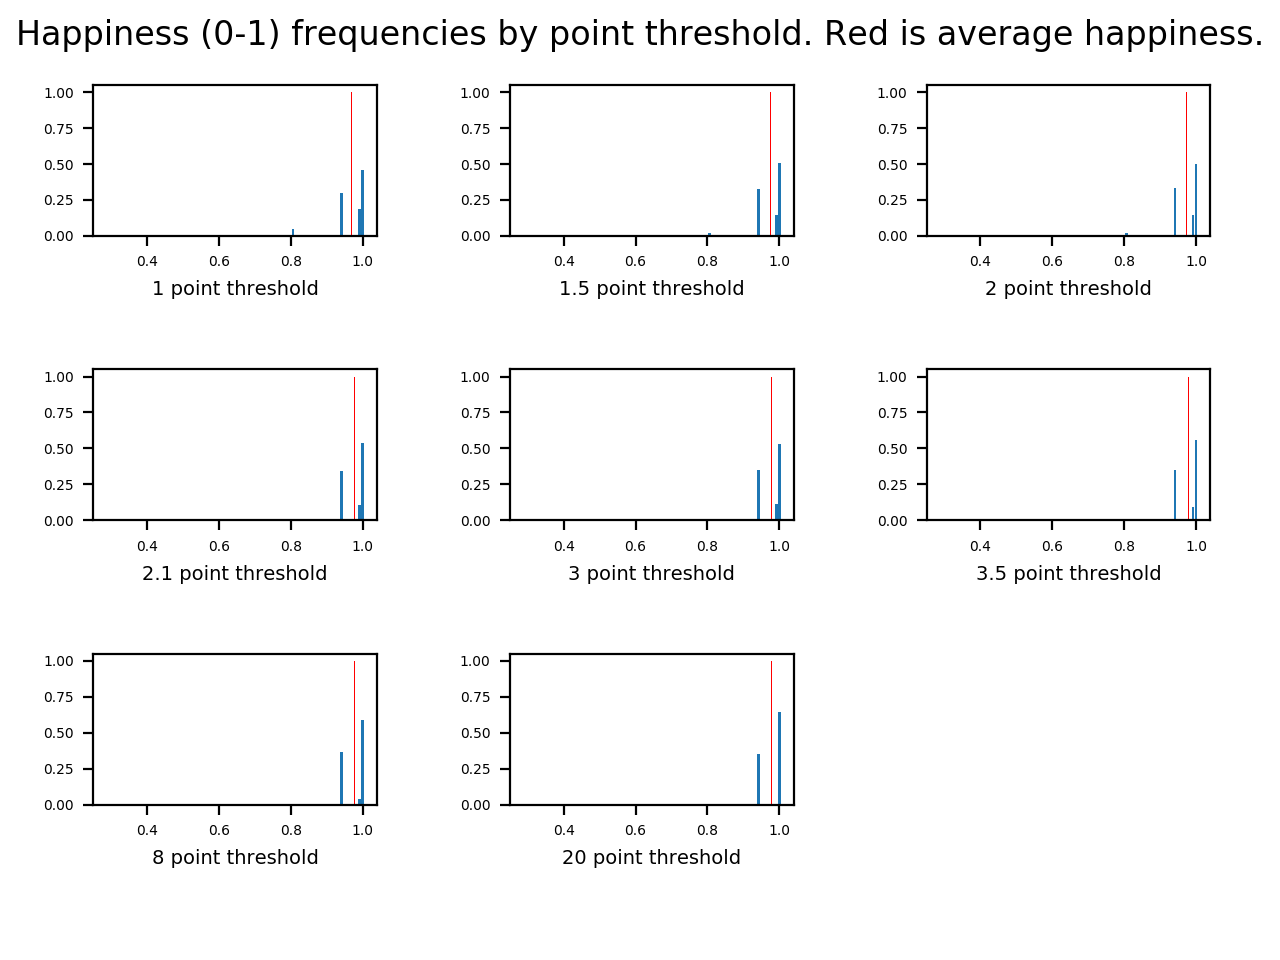 Happiness (0-1) frequencies by point threshold. Red is average happiness.
1.00 1.00 1.00
0.75 0.75 0.75
0.50 0.50 0.50
0.25 0.25 0.25
0.00 0.00 0.00
0.4 0.6 0.8 1.0 0.4 0.6 0.8 1.0 0.4 0.6 0.8 1.0
1 point threshold 1.5 point threshold 2 point threshold
1.00 1.00 1.00
0.75 0.75 0.75
0.50 0.50 0.50
0.25 0.25 0.25
0.00 0.00 0.00
0.4 0.6 0.8 1.0 0.4 0.6 0.8 1.0 0.4 0.6 0.8 1.0
2.1 point threshold 3 point threshold 3.5 point threshold
1.00 1.00
0.75 0.75
0.50 0.50
0.25 0.25
0.00 0.00
0.4 0.6 0.8 1.0 0.4 0.6 0.8 1.0
8 point threshold 20 point threshold